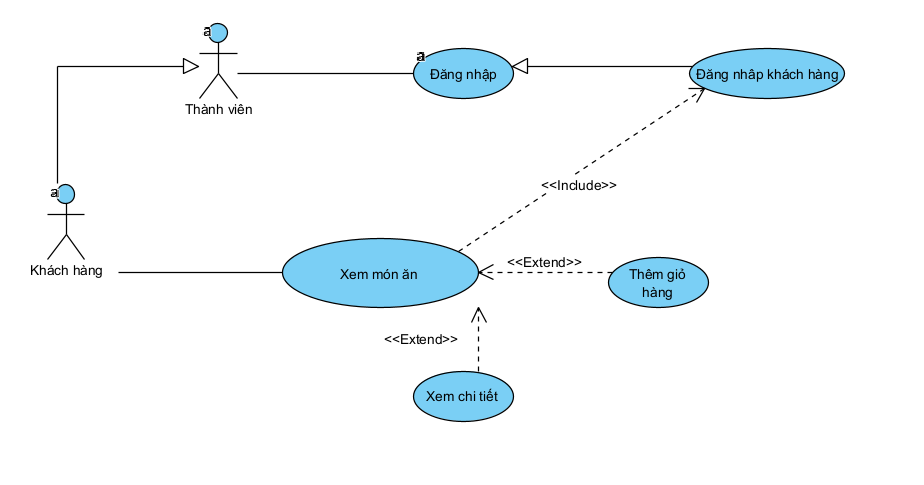 a
Thành viên
a
Đăng nhập
Đăng nhâp khách hàng
<<Include>>
a
Khách hàng
Xem món ăn
<<Extend>>
Thêm giỏ
hàng
<<Extend>>
Xem chi tiết